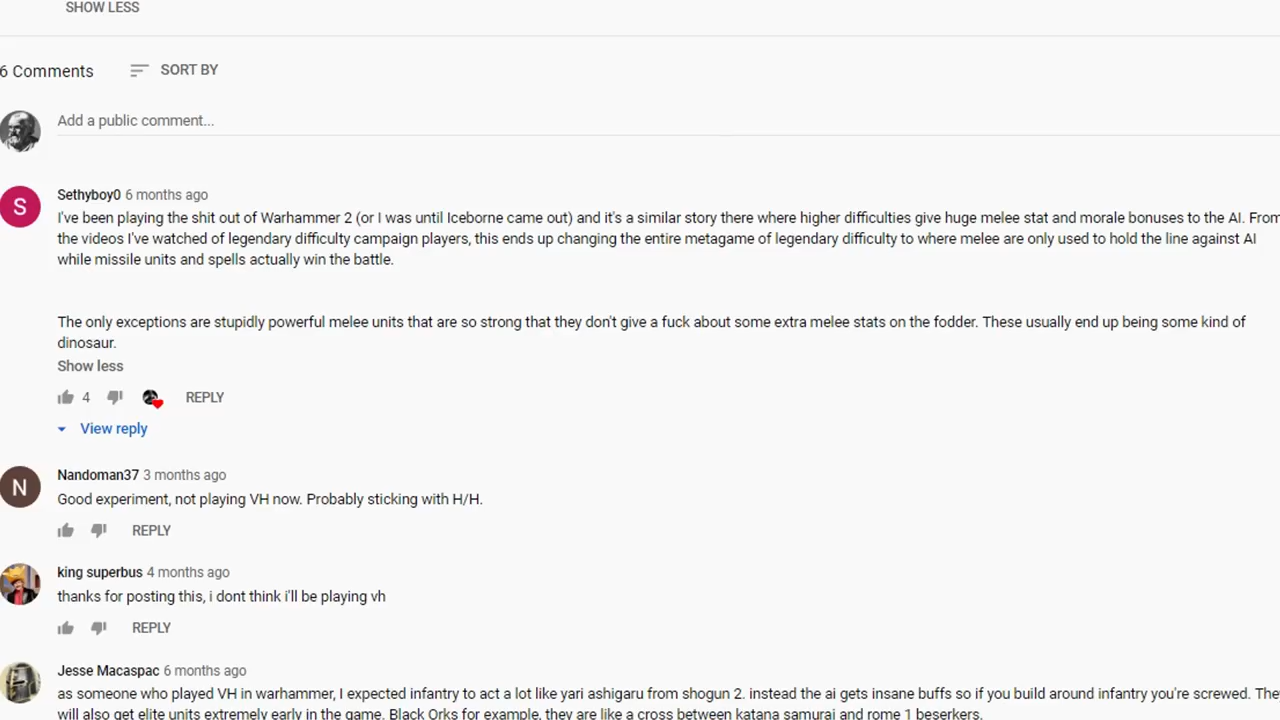 SHOW LESS
6 Comments SORT BY
Add a public comment...
S
Sethyboy0 6 months ago
I've been playing the shit out of Warhammer 2 (or I was until Iceborne came out) and it's a similar story there where higher difficulties give huge melee stat and morale bonuses to the AI. From
the videos I've watched of legendary difficulty campaign players, this ends up changing the entire metagame of legendary difficulty to where melee are only used to hold the line against AI
while missile units and spells actually win the battle.
The only exceptions are stupidly powerful melee units that are so strong that they don't give a fuck about some extra melee stats on the fodder. These usually end up being some kind of
dinosaur.
Show less
4 REPLY
View reply
N
Nandoman37 3 months ago
Good experiment, not playing VH now. Probably sticking with H/H.
REPLY
king superbus 4 months ago
thanks for posting this, i dont think i'll be playing vh
REPLY
Jesse Macaspac 6 months ago
as someone who played VH in warhammer, I expected infantry to act a lot like yari ashigaru from shogun 2. instead the ai gets insane buffs so if you build around infantry you're screwed. The
will also get elite units extremely early in the game. Black Orks for example, they are like a cross between katana samurai and rome 1 beserkers.